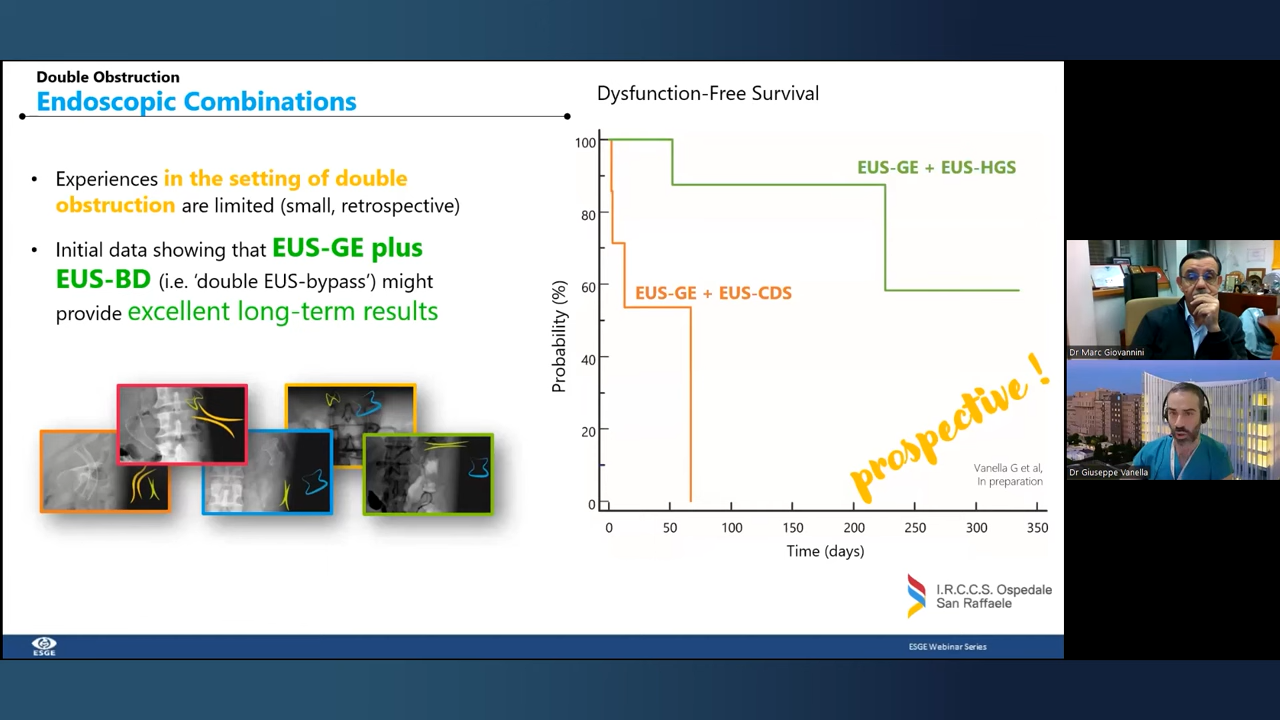 Double Obstruction
Endoscopic Combinations
• Experiences in the setting of double
obstruction are limited (small, retrospective)
• Initial data showing that EUS-GE plus
EUS-BD (i.e. ‘double EUS-bypass’) might
provide excellent long-term results
Dysfunction-Free Survival
Probability (%)
100
80
60
40
20
0
EUS-GE + EUS-HGS
EUS-GE + EUS-CDS
prospective !
Vanella G et al,
In preparation
0 50 100 150 200 250 300 350
Time (days)
I.R.C.C.S. Ospedale
San Raffaele
ESGE
ESGE Webinar Series
Dr Marc Giovannini
Dr Giuseppe Vanella